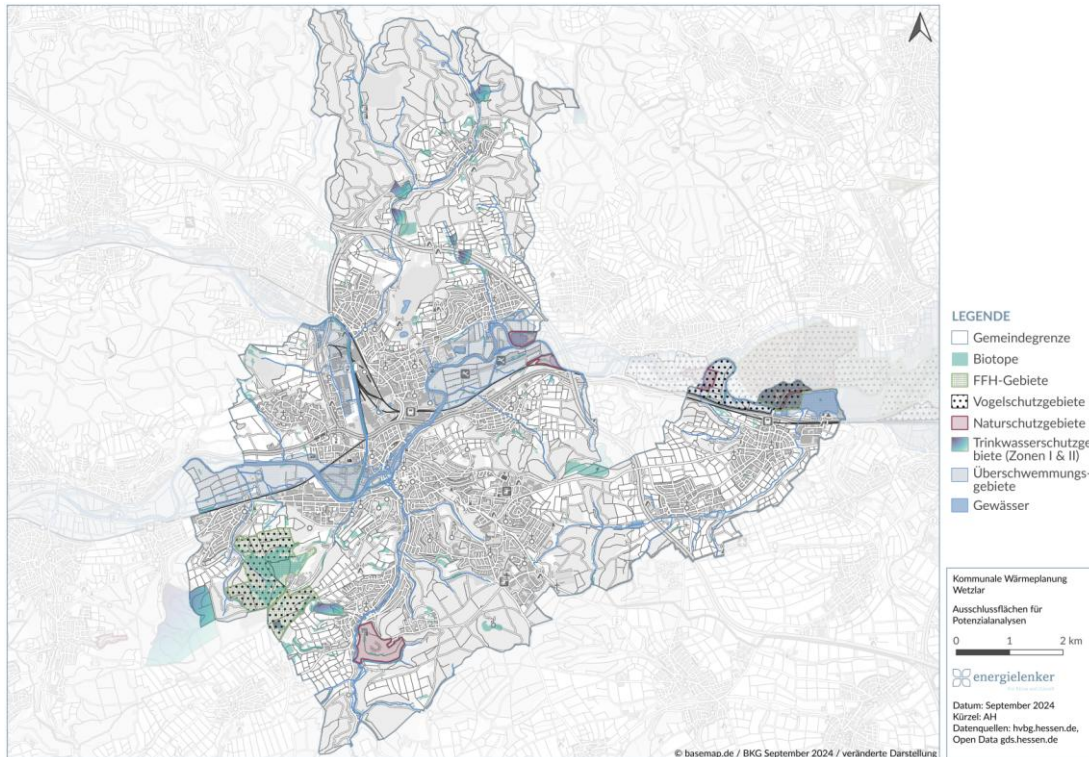 LEGENDE
Gemeindegrenze
Biotope
FFH-Gebiete
Vogelschutzgebiete
Naturschutzgebiete
Trinkwasserschutzge
biete (Zonen I & II)
Überschwemmungs-
gebiete
Gewässer
Kommunale Wärmeplanung
Wetzlar
Ausschlussflächen für
Potenzialanalysen
0 1 2 km
energielenker
Datum: September 2024
Kürzel: AH
Datenquellen: hvbg.hessen.de,
Open Data gds.hessen.de
© basemap.de / BKG September 2024 / veränderte Darstellung